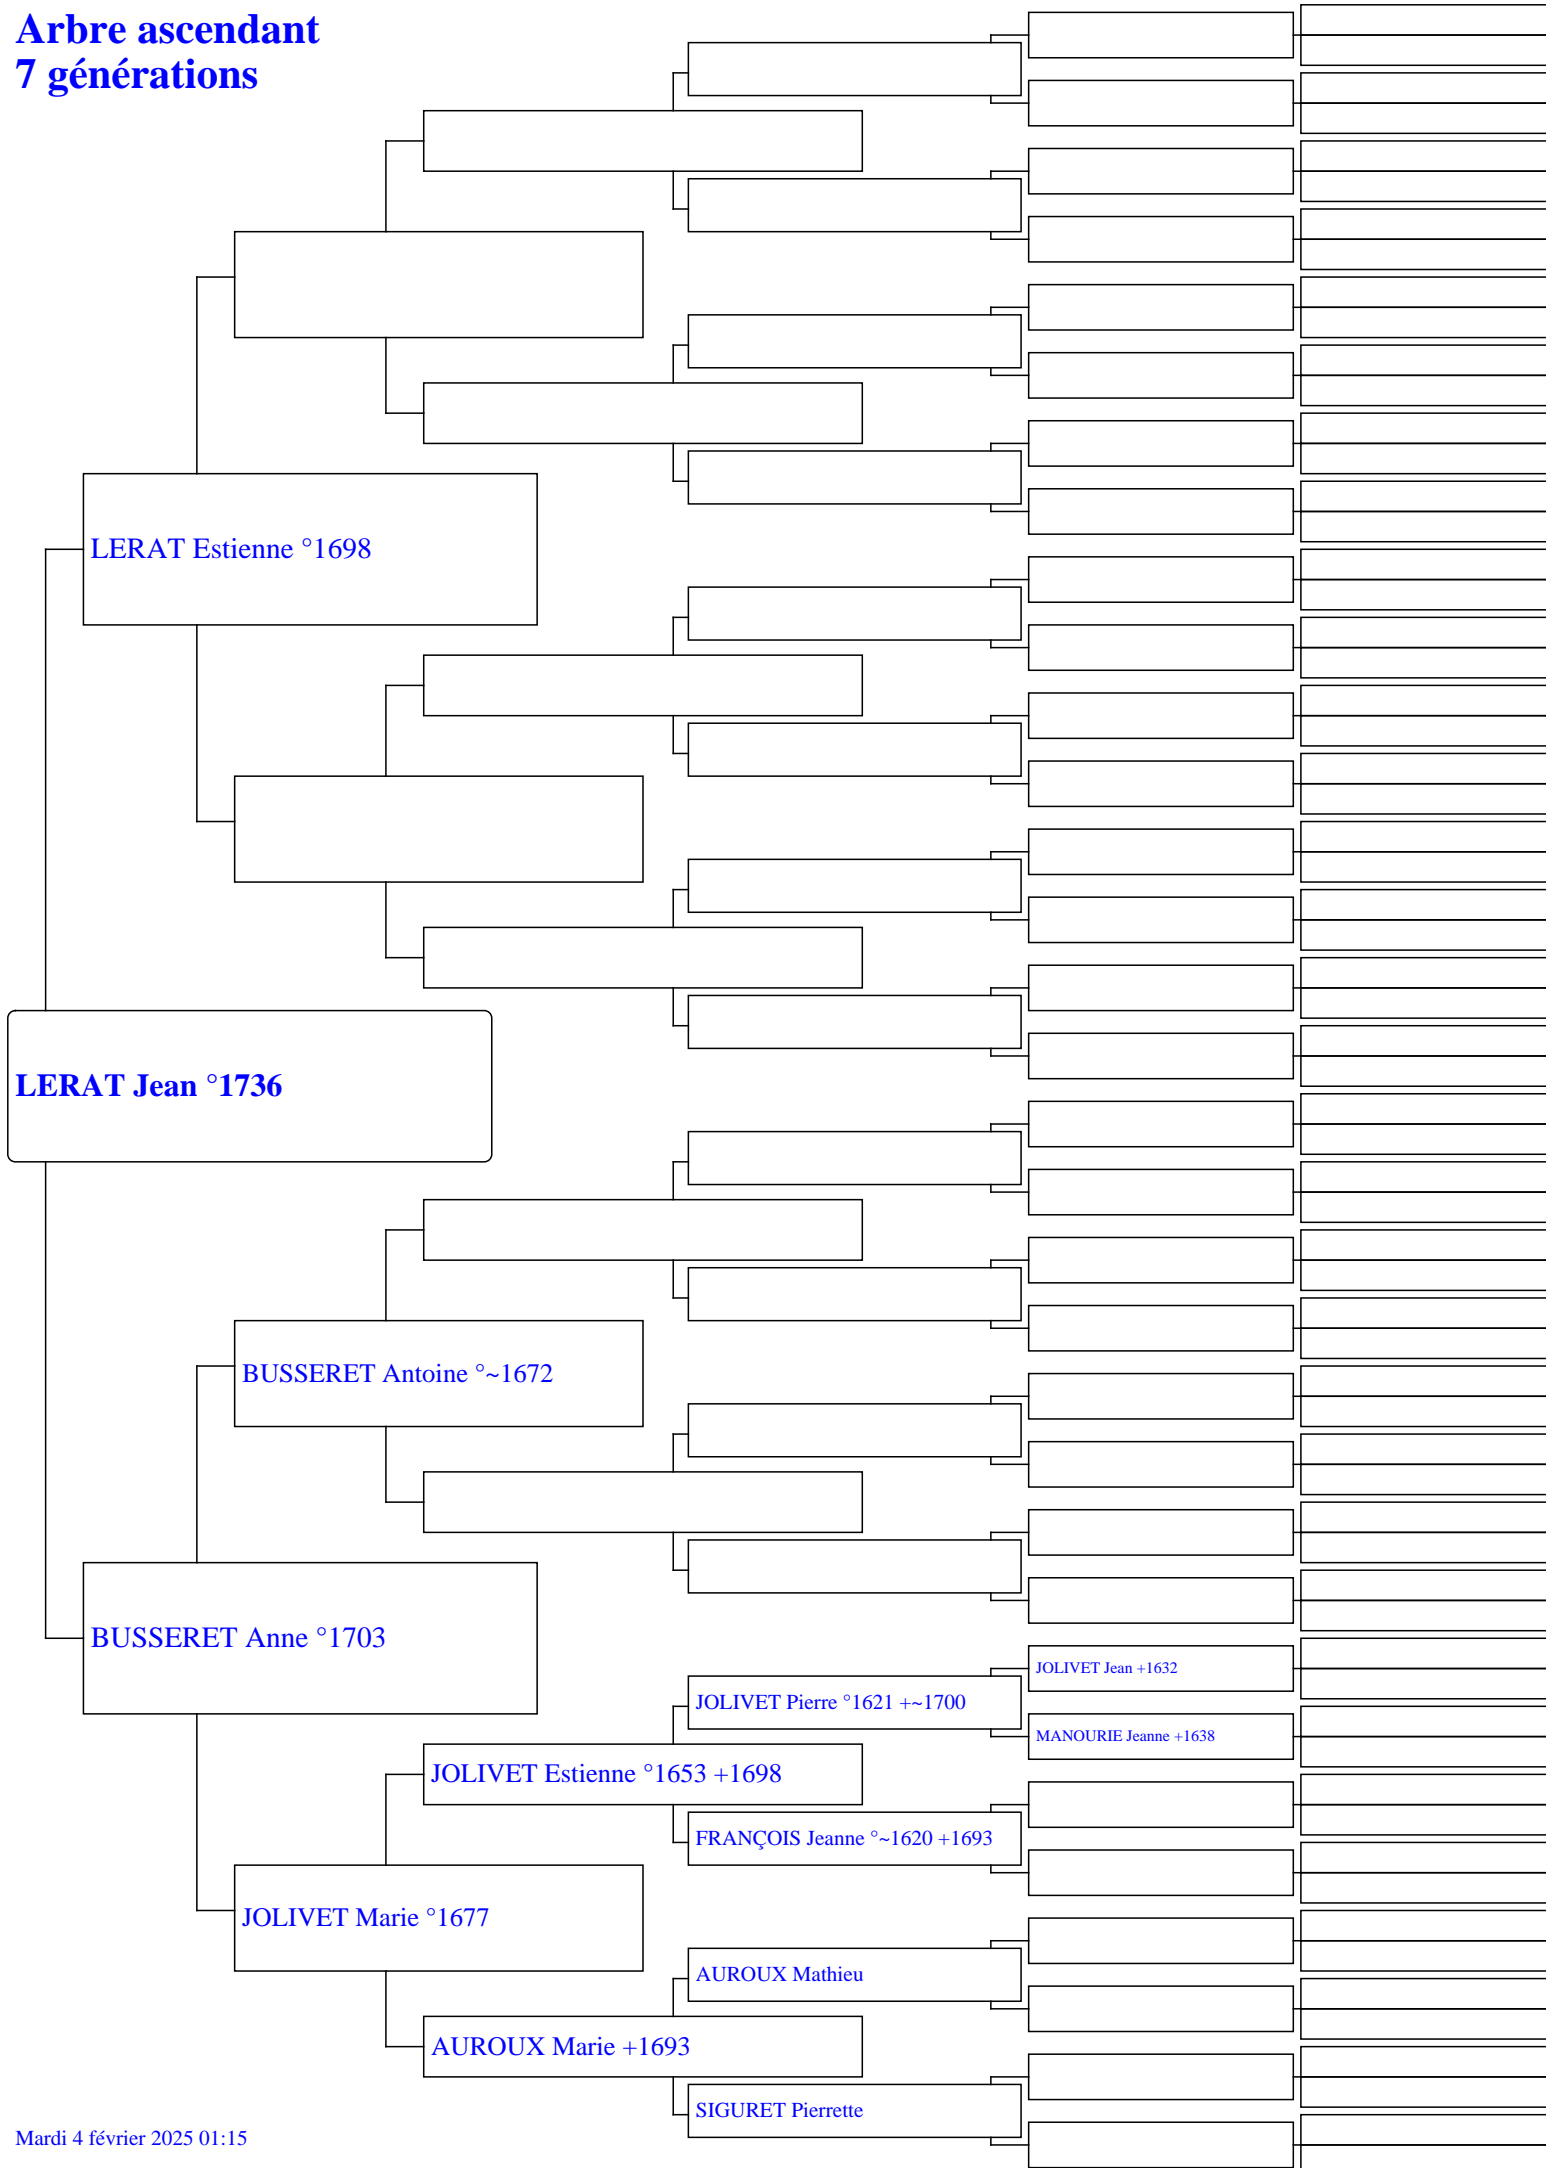 Arbre ascendant
7 générations
LERAT Estienne °1698
LERAT Jean °1736
BUSSERET Antoine °~1672
BUSSERET Anne °1703
JOLIVET Jean +1632
JOLIVET Pierre °1621 +~1700
MANOURIE Jeanne +1638
JOLIVET Estienne °1653 +1698
FRANÇOIS Jeanne °~1620 +1693
JOLIVET Marie °1677
AUROUX Mathieu
AUROUX Marie +1693
SIGURET Pierrette
Mardi 4 février 2025 01:15